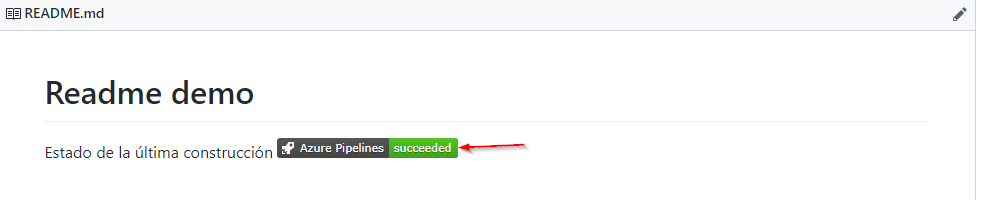 README.md
Readme demo
Estado de la última construcción Azure Pipelines succeeded